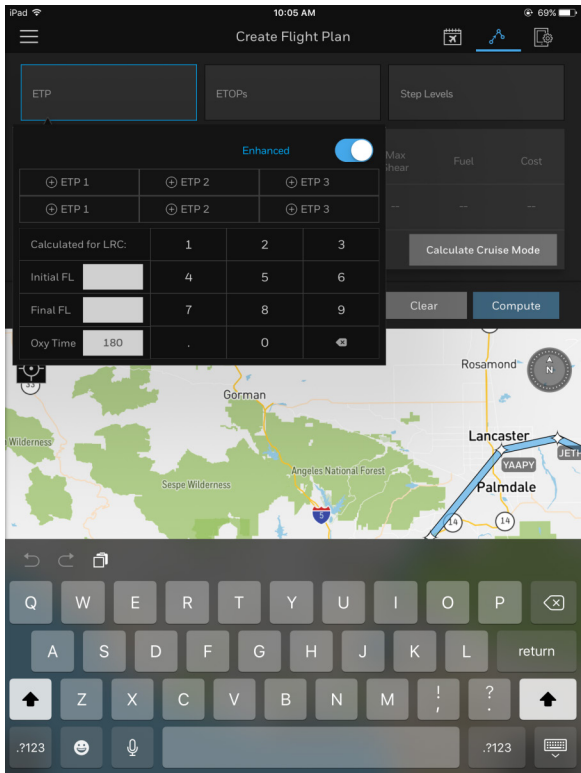 iPad 10:05 AM 69%
Create Flight Plan
ETP ETOPs Step Levels
Enhanced
Max Shear Fuel Cost
ETP 1 ETP 2 ETP 3
ETP 1 ETP 2 ETP 3
-- -- --
Calculated for LRC: 1 2 3
Calculate Cruise Mode
Initial FL 4 5 6
Final FL 7 8 9
Clear Compute
Oxy Time 180 . 0
33
Rosamond
N
Gorman
Wilderness
Lancaster
JETH
YAAPY
Angeles National Forest
Sespe Wilderness
Palmdale
5
14 14
Q W E R T Y U I O P
A S D F G H J K L return
Z X C V B N M ! , ? .
.?123 .?123